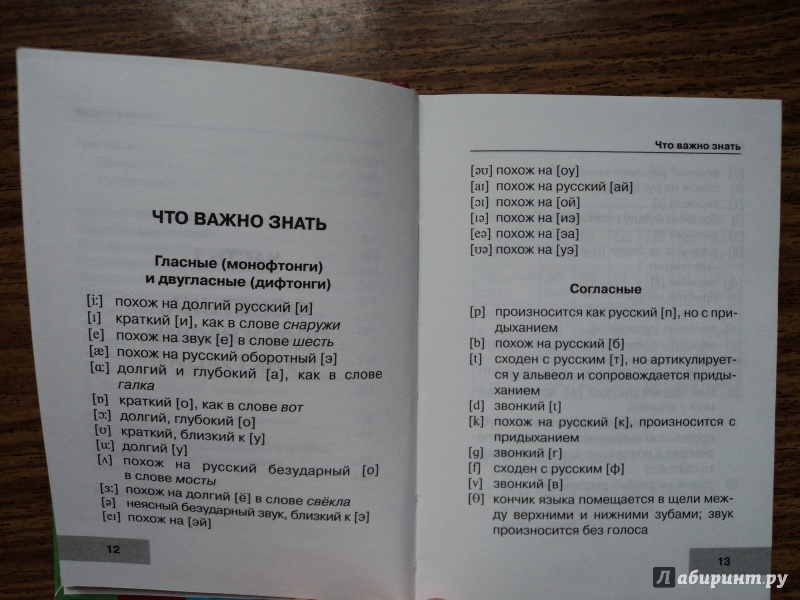 ЧТО ВАЖНО ЗНАТЬ
Гласные (монофтонги)
и двугласные (дифтонги)
[i:] похож на долгий русский [и]
[ɪ] краткий [и], как в слове снаружи
[e] похож на звук [е] в слове шесть
[æ] похож на русский оборотный [э]
[ɑ:] долгий и глубокий [а], как в слове
галка
[ɒ] краткий [о], как в слове вот
[ɔ:] долгий, глубокий [о]
[ʊ] краткий, близкий к [у]
[u:] долгий [у]
[ʌ] похож на русский безударный [о]
в слове мосты
[ɜ:] похож на долгий [ё] в слове свёкла
[ə] неясный безударный звук, близкий к [э]
[eɪ] похож на [эй]
12
Что важно знать
[əʊ] похож на [оу]
[aɪ] похож на русский [ай]
[ɔɪ] похож на [ой]
[ɪə] похож на [иэ]
[eə] похож на [эа]
[ʊə] похож на [уэ]
Согласные
[p] произносится как русский [п], но с при-
дыханием
[b] похож на русский [б]
[t] сходен с русским [т], но артикулирует-
ся у альвеол и сопровождается приды-
ханием
[d] звонкий [t]
[k] похож на русский [к], произносится с
придыханием
[g] звонкий [г]
[f] сходен с русским [ф]
[v] звонкий [в]
[θ] кончик языка помещается в щели меж-
ду верхними и нижними зубами; звук
произносится без голоса
13
Лабиринт.ру